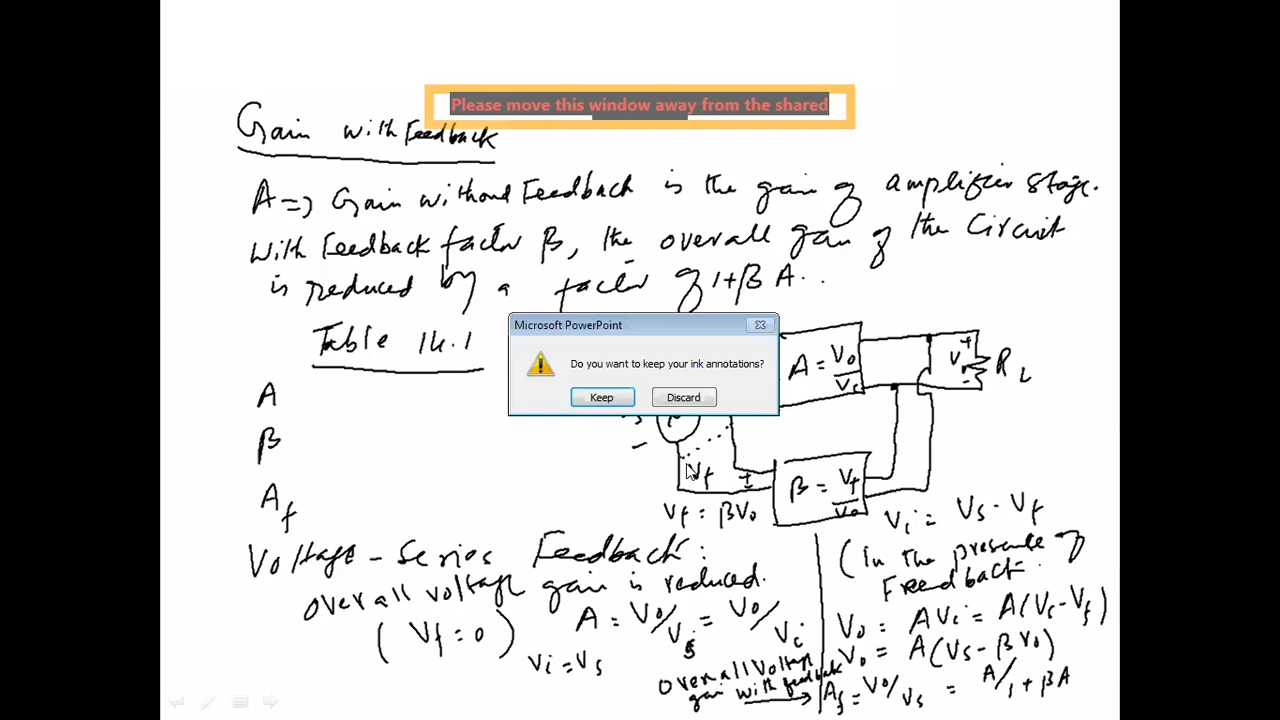 Please move this window away from the shared
Gain with Feedback
A => Gain without Feedback is the gain of amplifier stage.
With Feedback factor β, the overall gain of the Circuit
is reduced by a factor of 1+βA..
Table 14.1
Microsoft PowerPoint
Do you want to keep your ink annotations?
Keep
Discard
A = Vo/Vi
Vo
RL
A
β
Af
Vf
β = Vf/Vo
Vf = βVo
Vi = Vs - Vf
Voltage-Series Feedback:
overall voltage gain is reduced.
(Vf = 0)
A = Vo/Vs = Vo/Vi
Vi = Vs
(In the presence of
Freedback.
Vo = AVi = A(Vs-Vf)
Vo = A(Vs - βVo)
overall voltage
gain with feedback
Af = Vo/Vs = A/1+βA